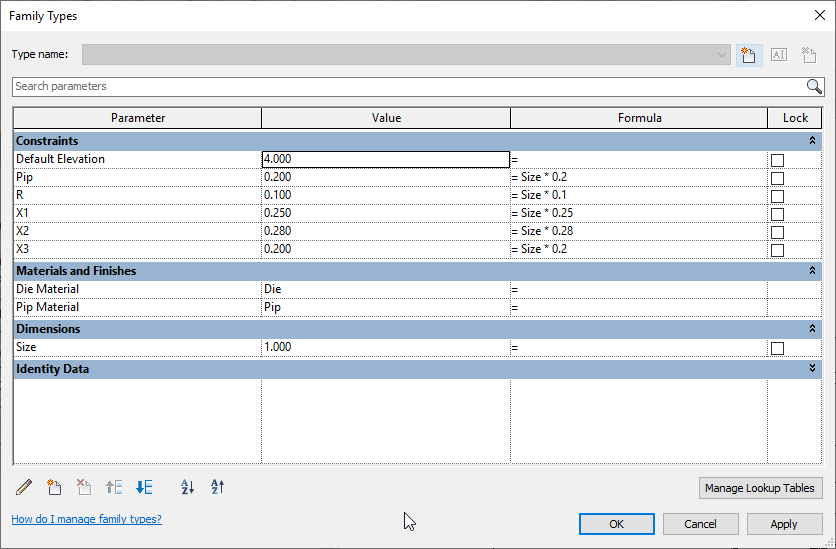 Family Types
Type name:
Search parameters
Parameter Value Formula Lock
Constraints
Default Elevation 4.000 =
Pip 0.200 = Size * 0.2
R 0.100 = Size * 0.1
X1 0.250 = Size * 0.25
X2 0.280 = Size * 0.28
X3 0.200 = Size * 0.2
Materials and Finishes
Die Material Die =
Pip Material Pip =
Dimensions
Size 1.000 =
Identity Data
Manage Lookup Tables
How do I manage family types?
OK Cancel Apply